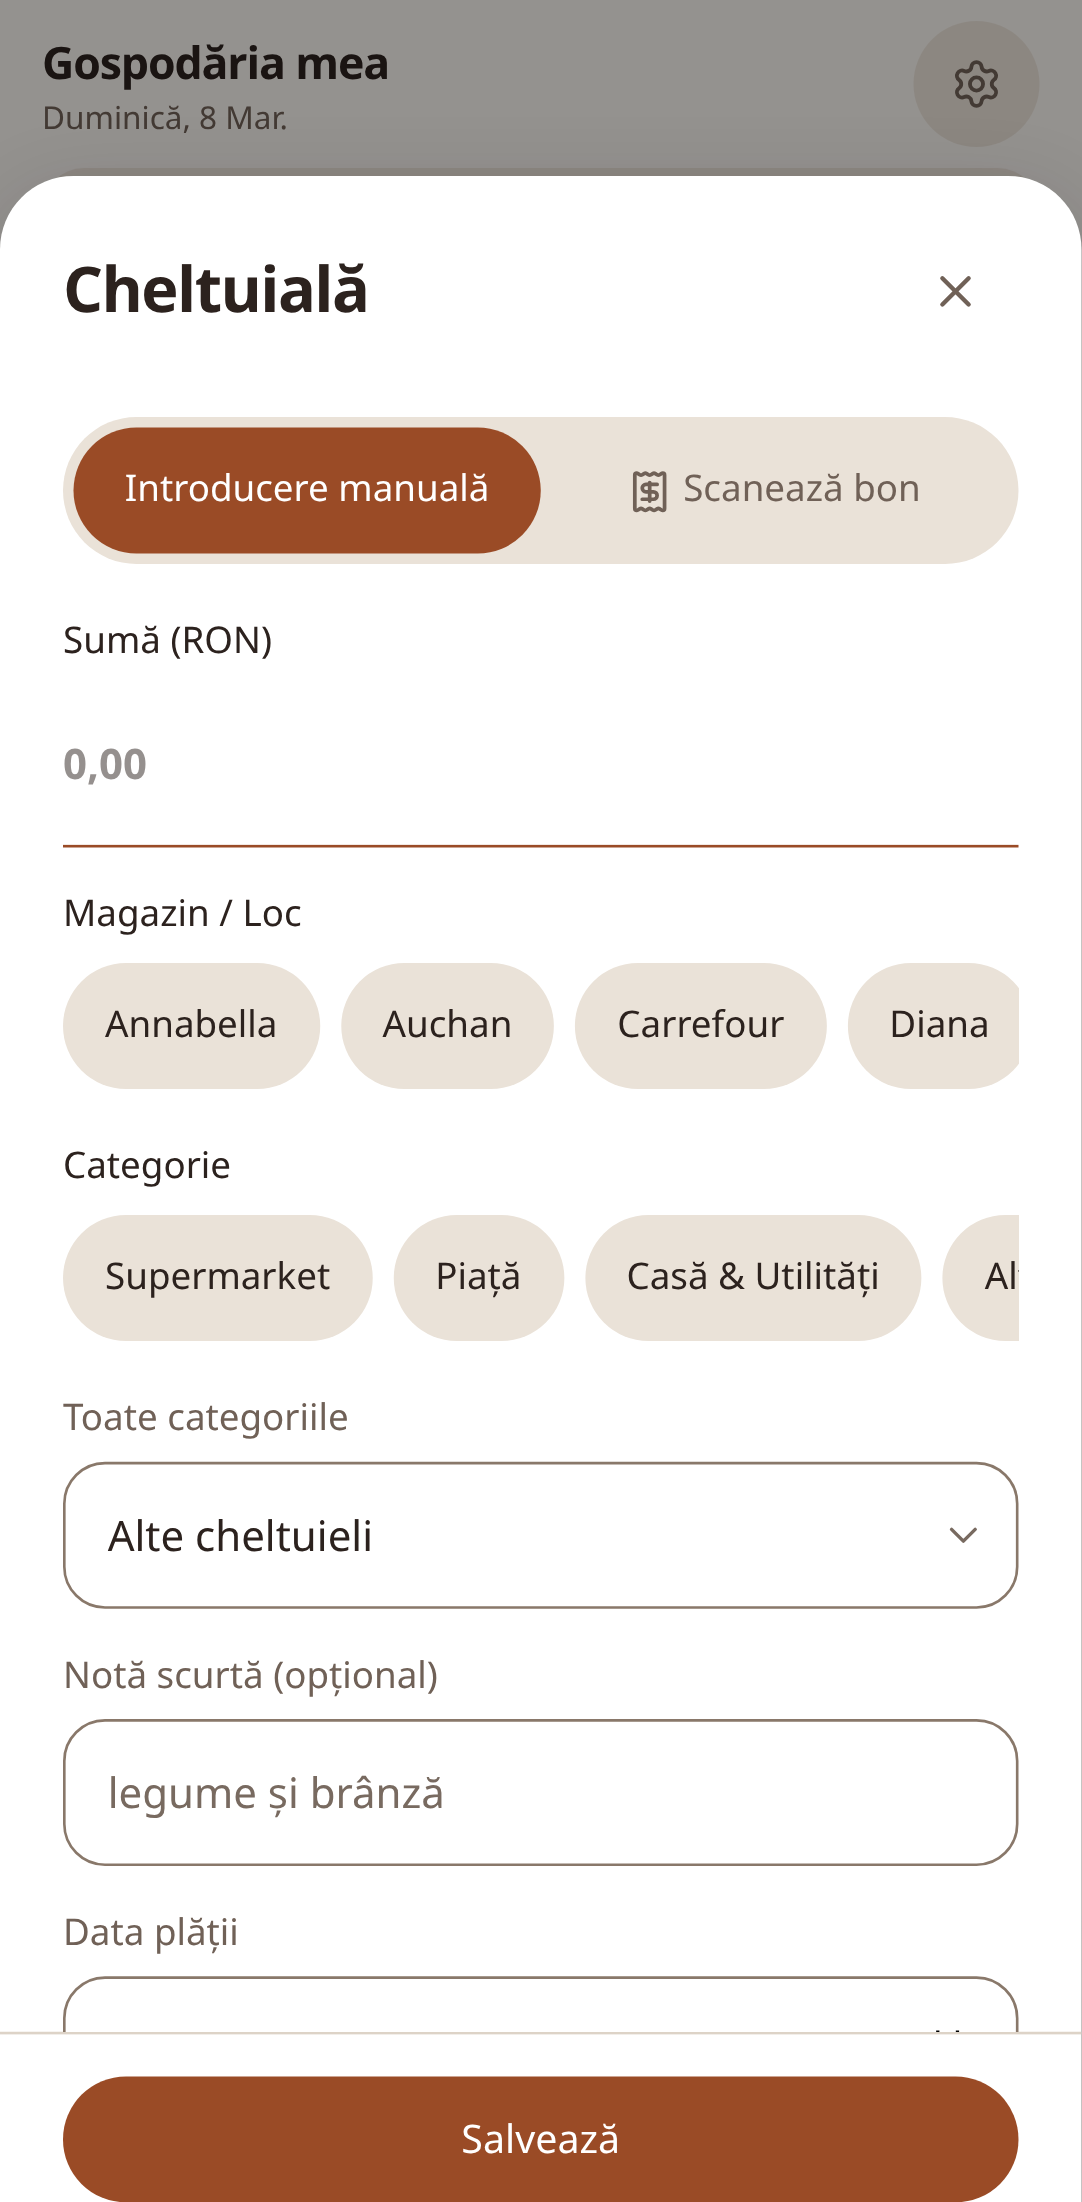 Gospodăria mea
Duminică, 8 Mar.
Cheltuială
Introducere manuală
Scanează bon
Sumă (RON)
0,00
Magazin / Loc
Annabella Auchan Carrefour Diana
Categorie
Supermarket Piață Casă & Utilități
Toate categoriile
Alte cheltuieli
Notă scurtă (opțional)
legume și brânză
Data plății
Salvează